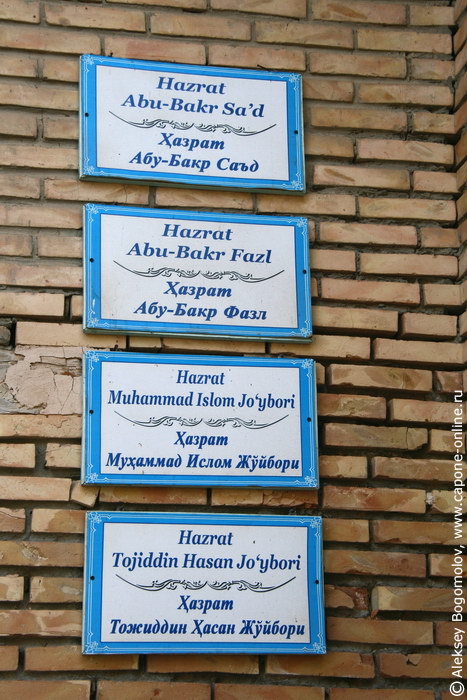 Hazrat
Abu-Bakr Sa’d
Ҳазрат
Абу-Бакр Саъд
Hazrat
Abu-Bakr Fazl
Ҳазрат
Абу-Бакр Фазл
Hazrat
Muhammad Islom Jo‘ybori
Ҳазрат
Муҳаммад Ислом Жўйбори
Hazrat
Tojiddin Hasan Jo‘ybori
Ҳазрат
Тожиддин Ҳасан Жўйбори
© Aleksey Bogomolov, www.capone-online.ru